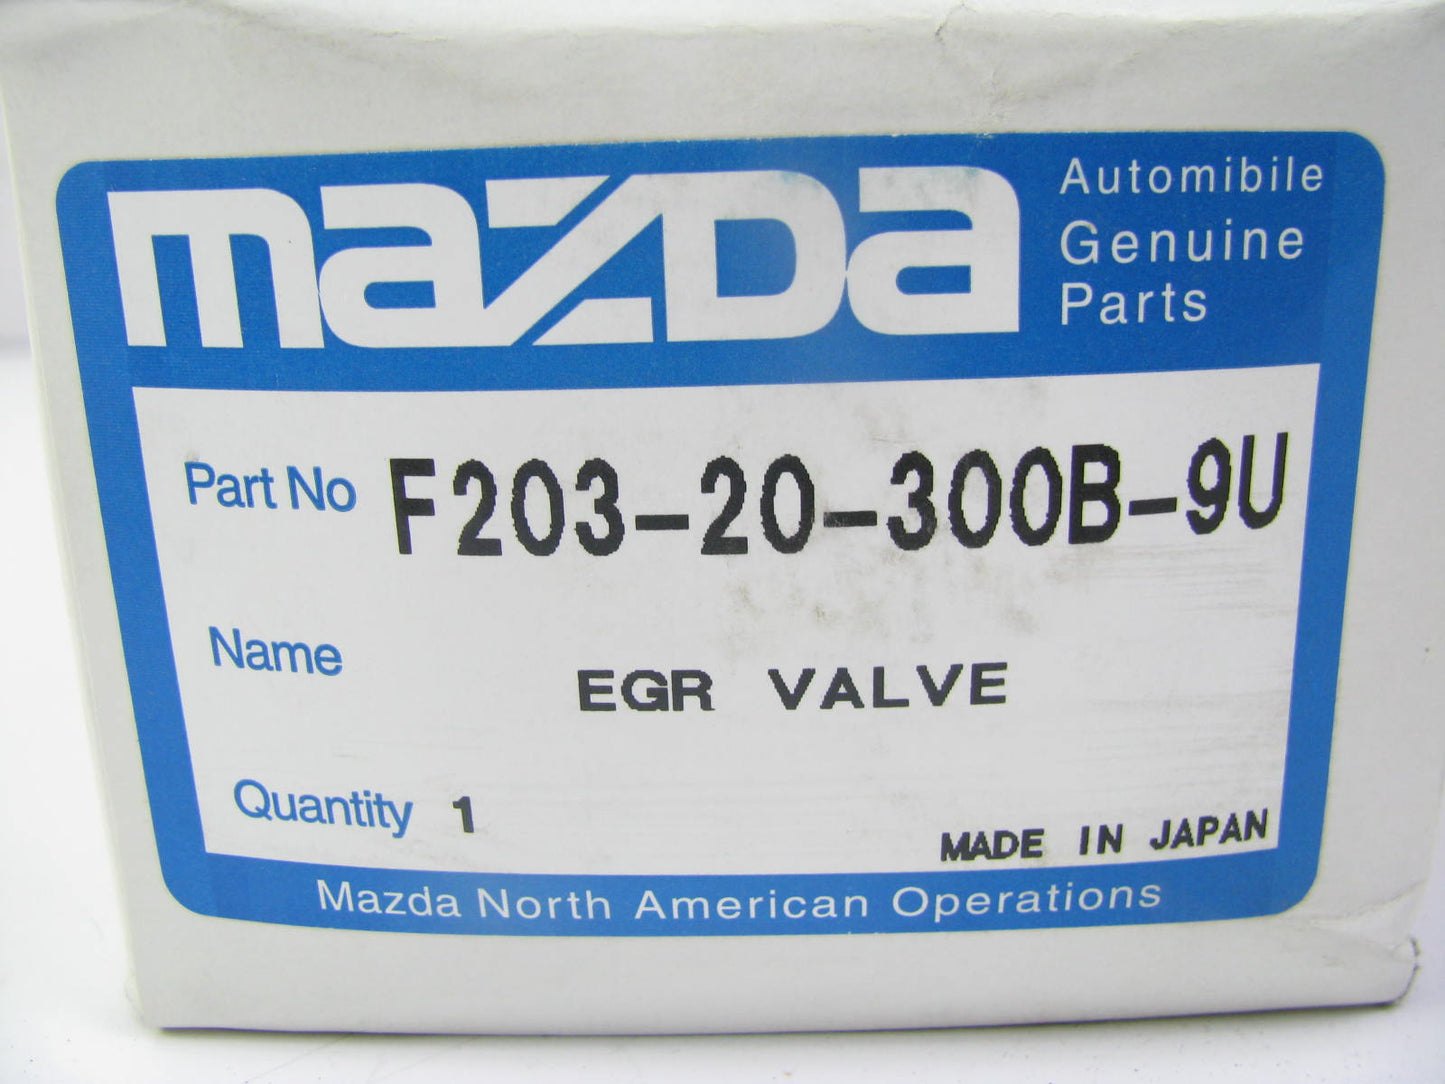 mazda
Automibile
Genuine
Parts
Part No F203-20-300B-9U
Name EGR VALVE
Quantity 1
MADE IN JAPAN
Mazda North American Operations